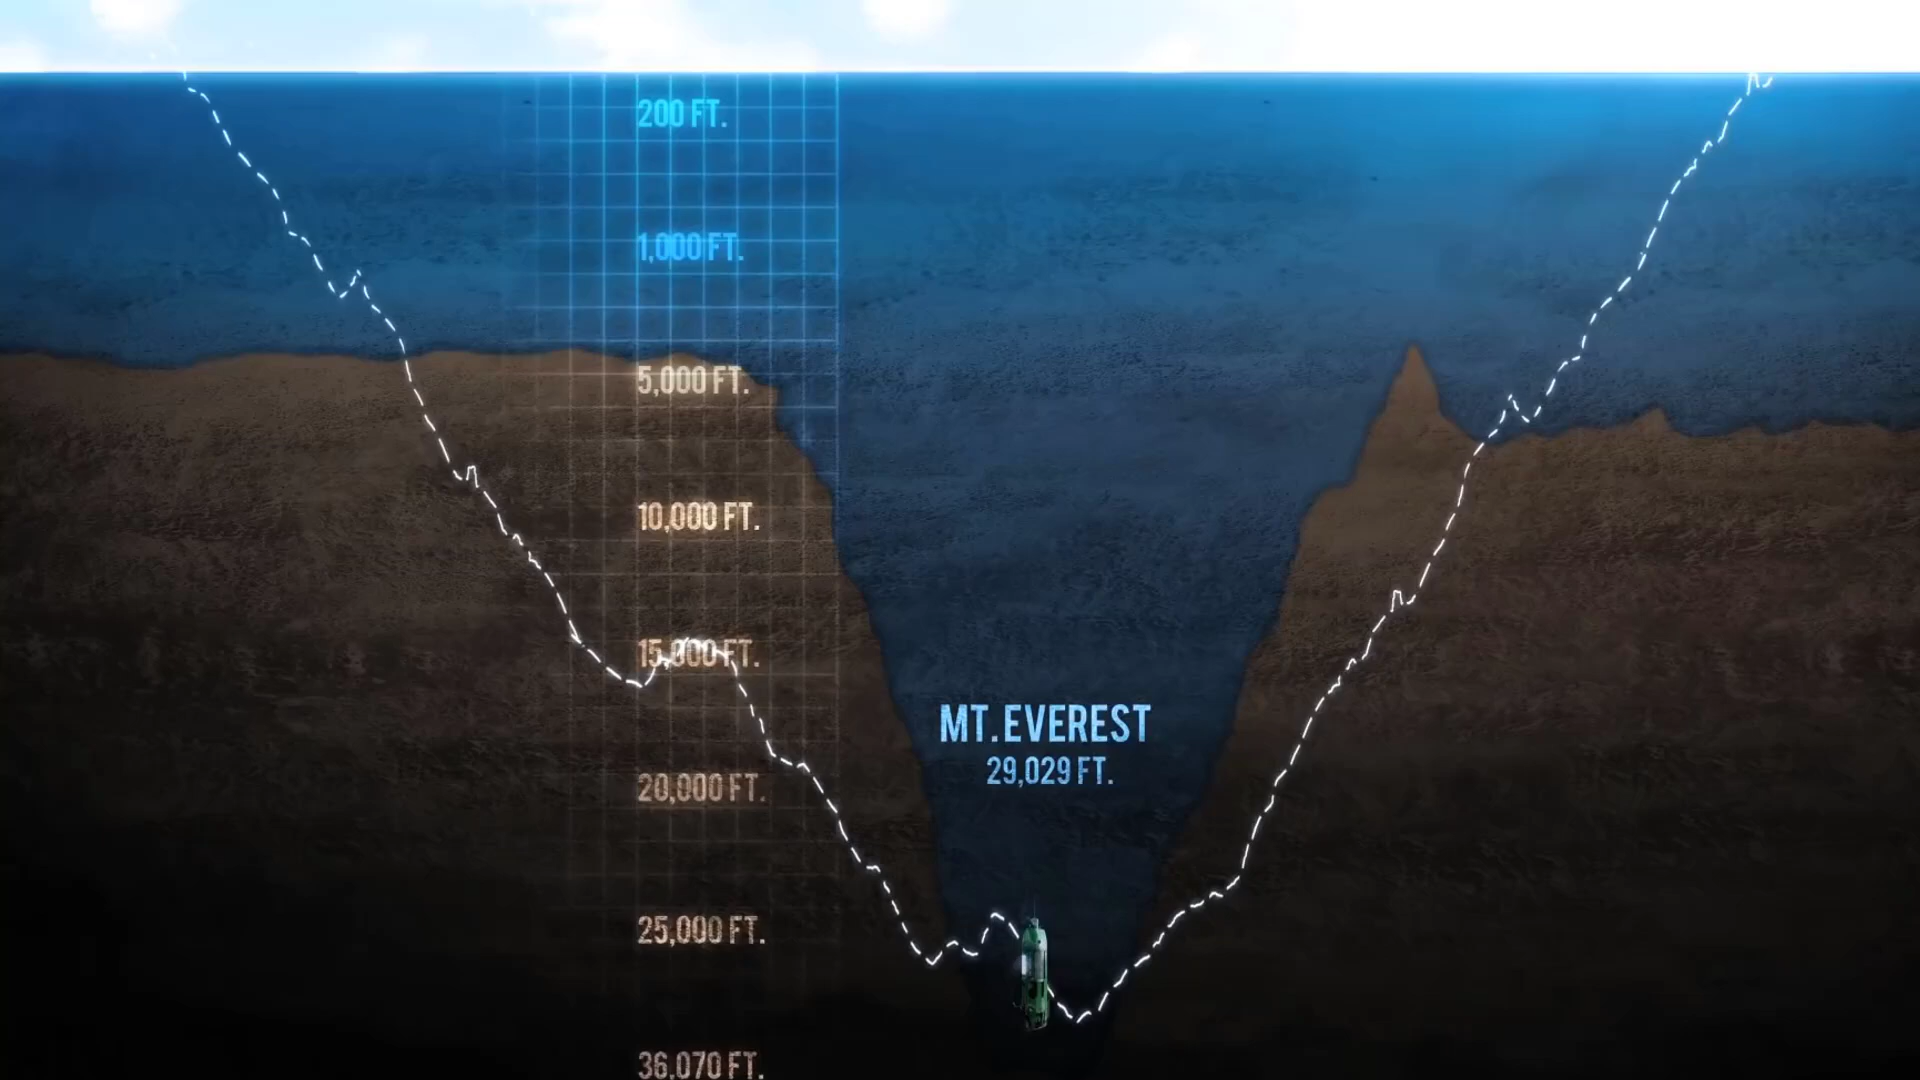 200 FT.
1,000 FT.
5,000 FT.
10,000 FT.
15,000 FT.
MT. EVEREST
29,029 FT.
20,000 FT.
25,000 FT.
36,070 FT.